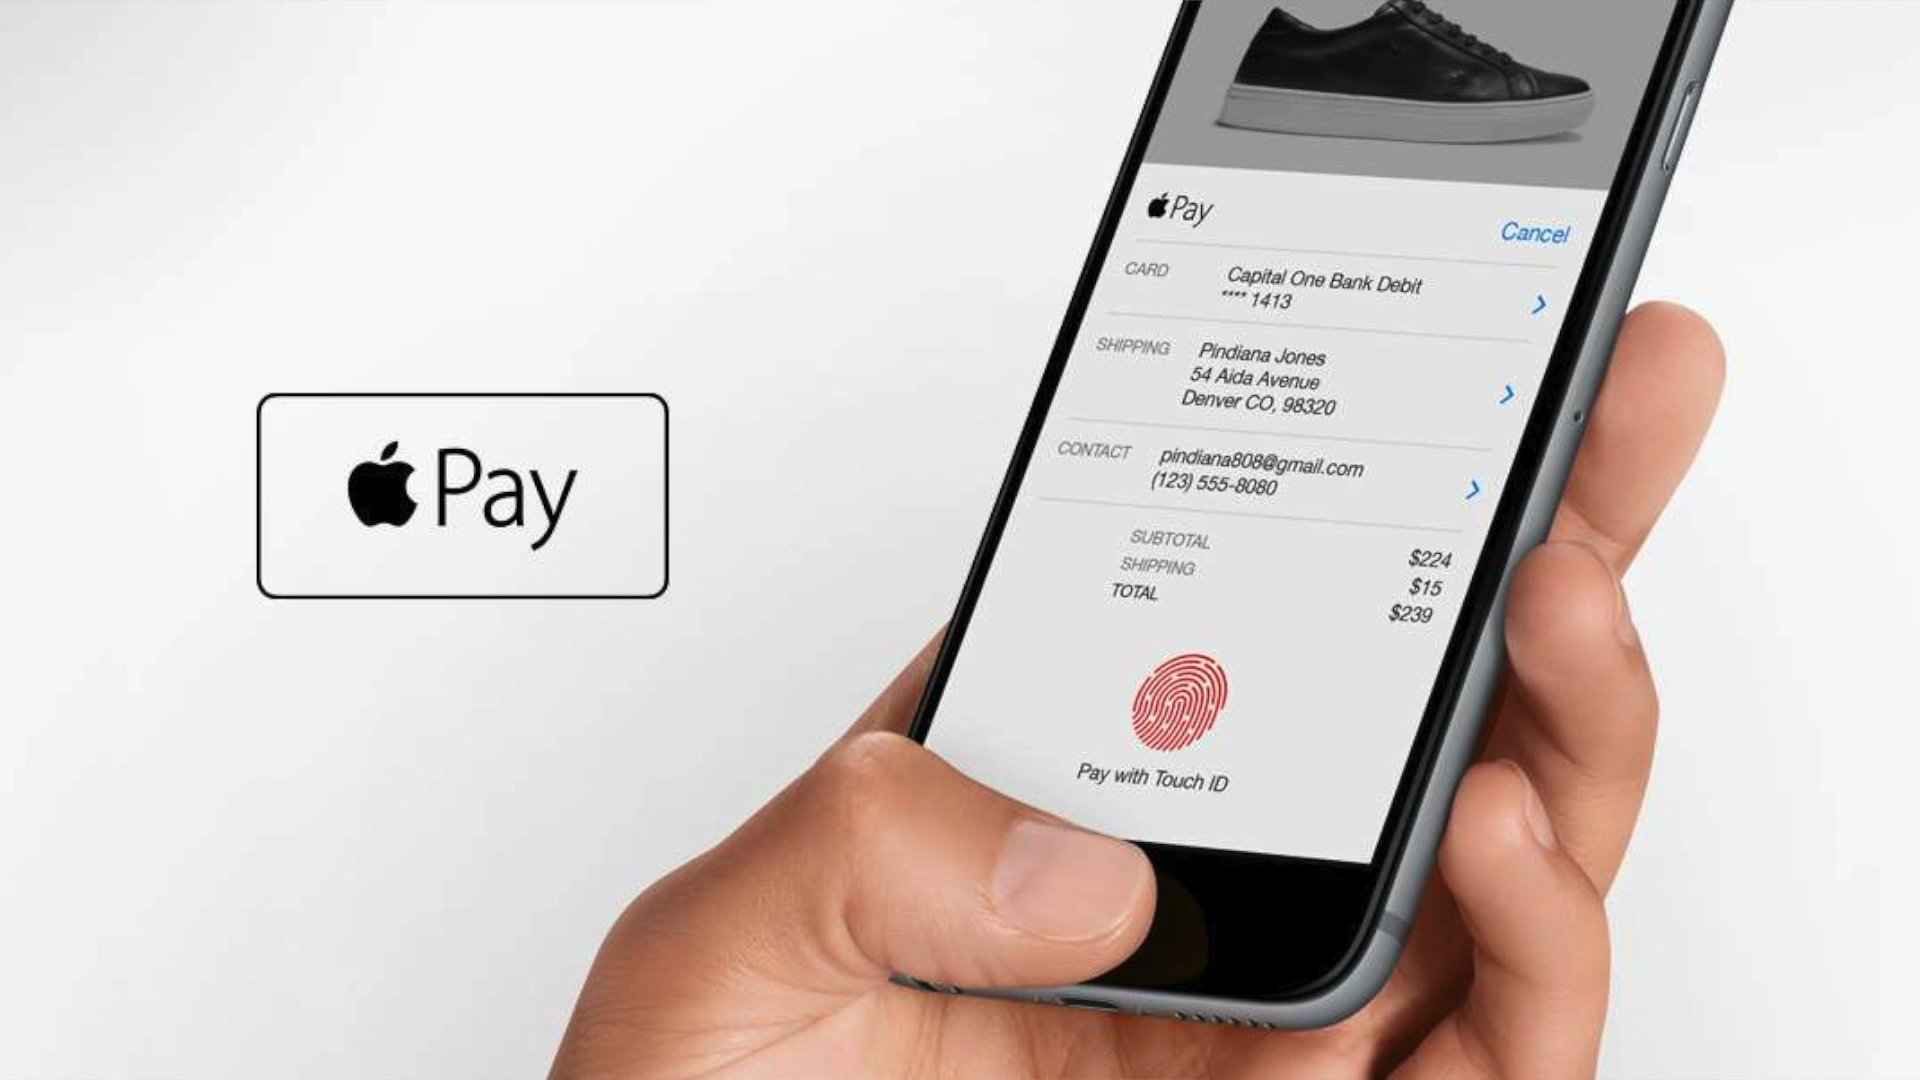 Pay
Pay
Cancel
CARD
Capital One Bank Debit
**** 1413
SHIPPING
Pindiana Jones
54 Aida Avenue
Denver CO, 98320
CONTACT
pindiana808@gmail.com
(123) 555-8080
SUBTOTAL $224
SHIPPING $15
TOTAL $239
Pay with Touch ID